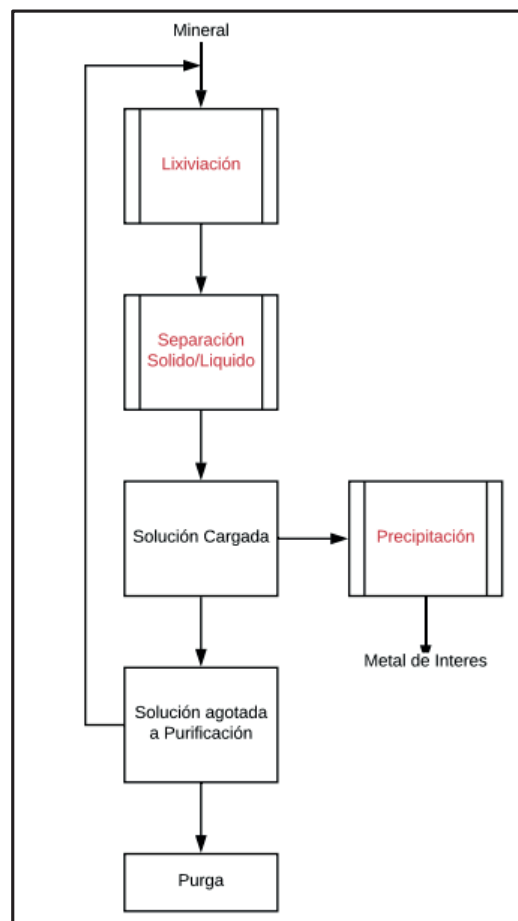 Mineral
Lixiviación
Separación
Solido/Liquido
Solución Cargada
Precipitación
Metal de Interes
Solución agotada
a Purificación
Purga